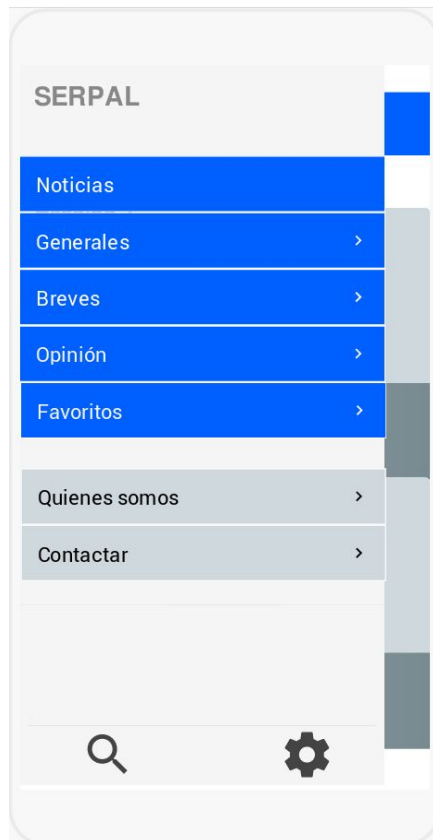 SERPAL
Noticias
Generales
Breves
Opinión
Favoritos
Quienes somos
Contactar